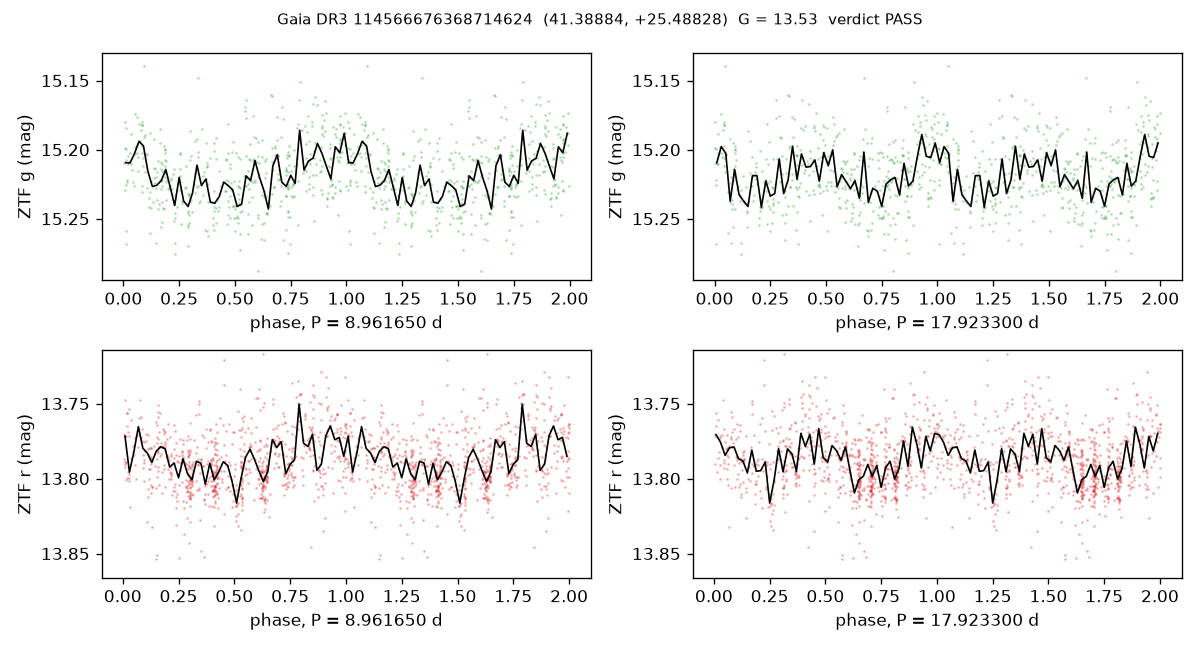 Gaia DR3 114566676368714624 (41.38884, +25.48828) G = 13.53 verdict PASS
ZTF g (mag)
15.15
15.20
15.25
0.00 0.25 0.50 0.75 1.00 1.25 1.50 1.75 2.00
phase, P = 8.961650 d
ZTF g (mag)
15.15
15.20
15.25
0.00 0.25 0.50 0.75 1.00 1.25 1.50 1.75 2.00
phase, P = 17.923300 d
ZTF r (mag)
13.75
13.80
13.85
0.00 0.25 0.50 0.75 1.00 1.25 1.50 1.75 2.00
phase, P = 8.961650 d
ZTF r (mag)
13.75
13.80
13.85
0.00 0.25 0.50 0.75 1.00 1.25 1.50 1.75 2.00
phase, P = 17.923300 d